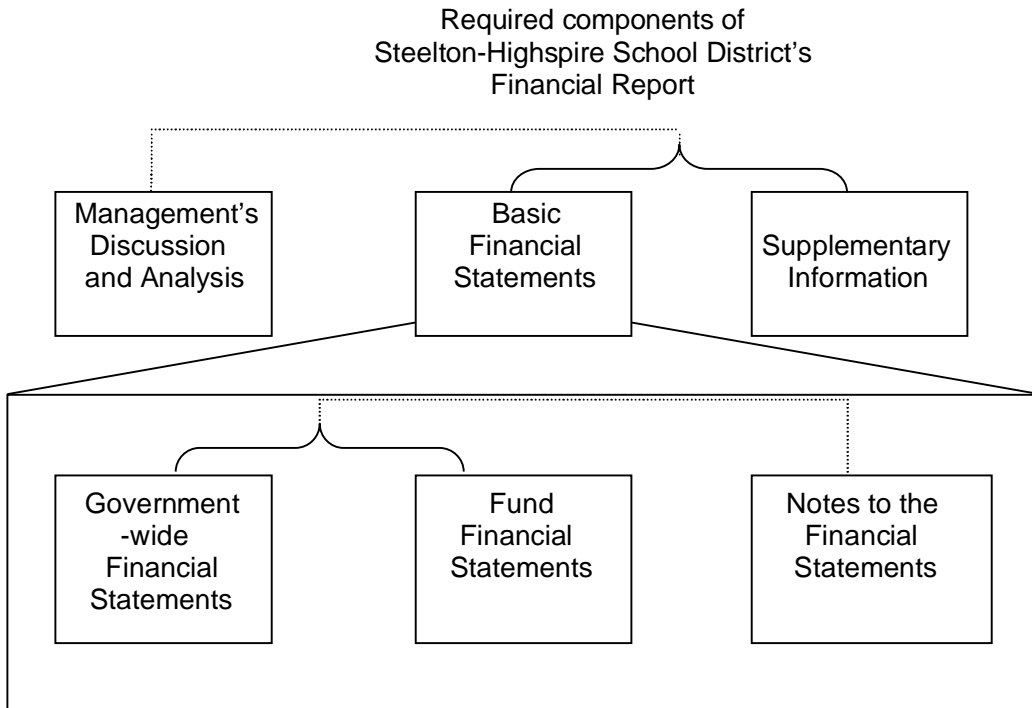 Required components of
Steelton-Highspire School District's
Financial Report
Management's
Discussion
and Analysis
Basic
Financial
Statements
Supplementary
Information
Government
-wide
Financial
Statements
Fund
Financial
Statements
Notes to the
Financial
Statements